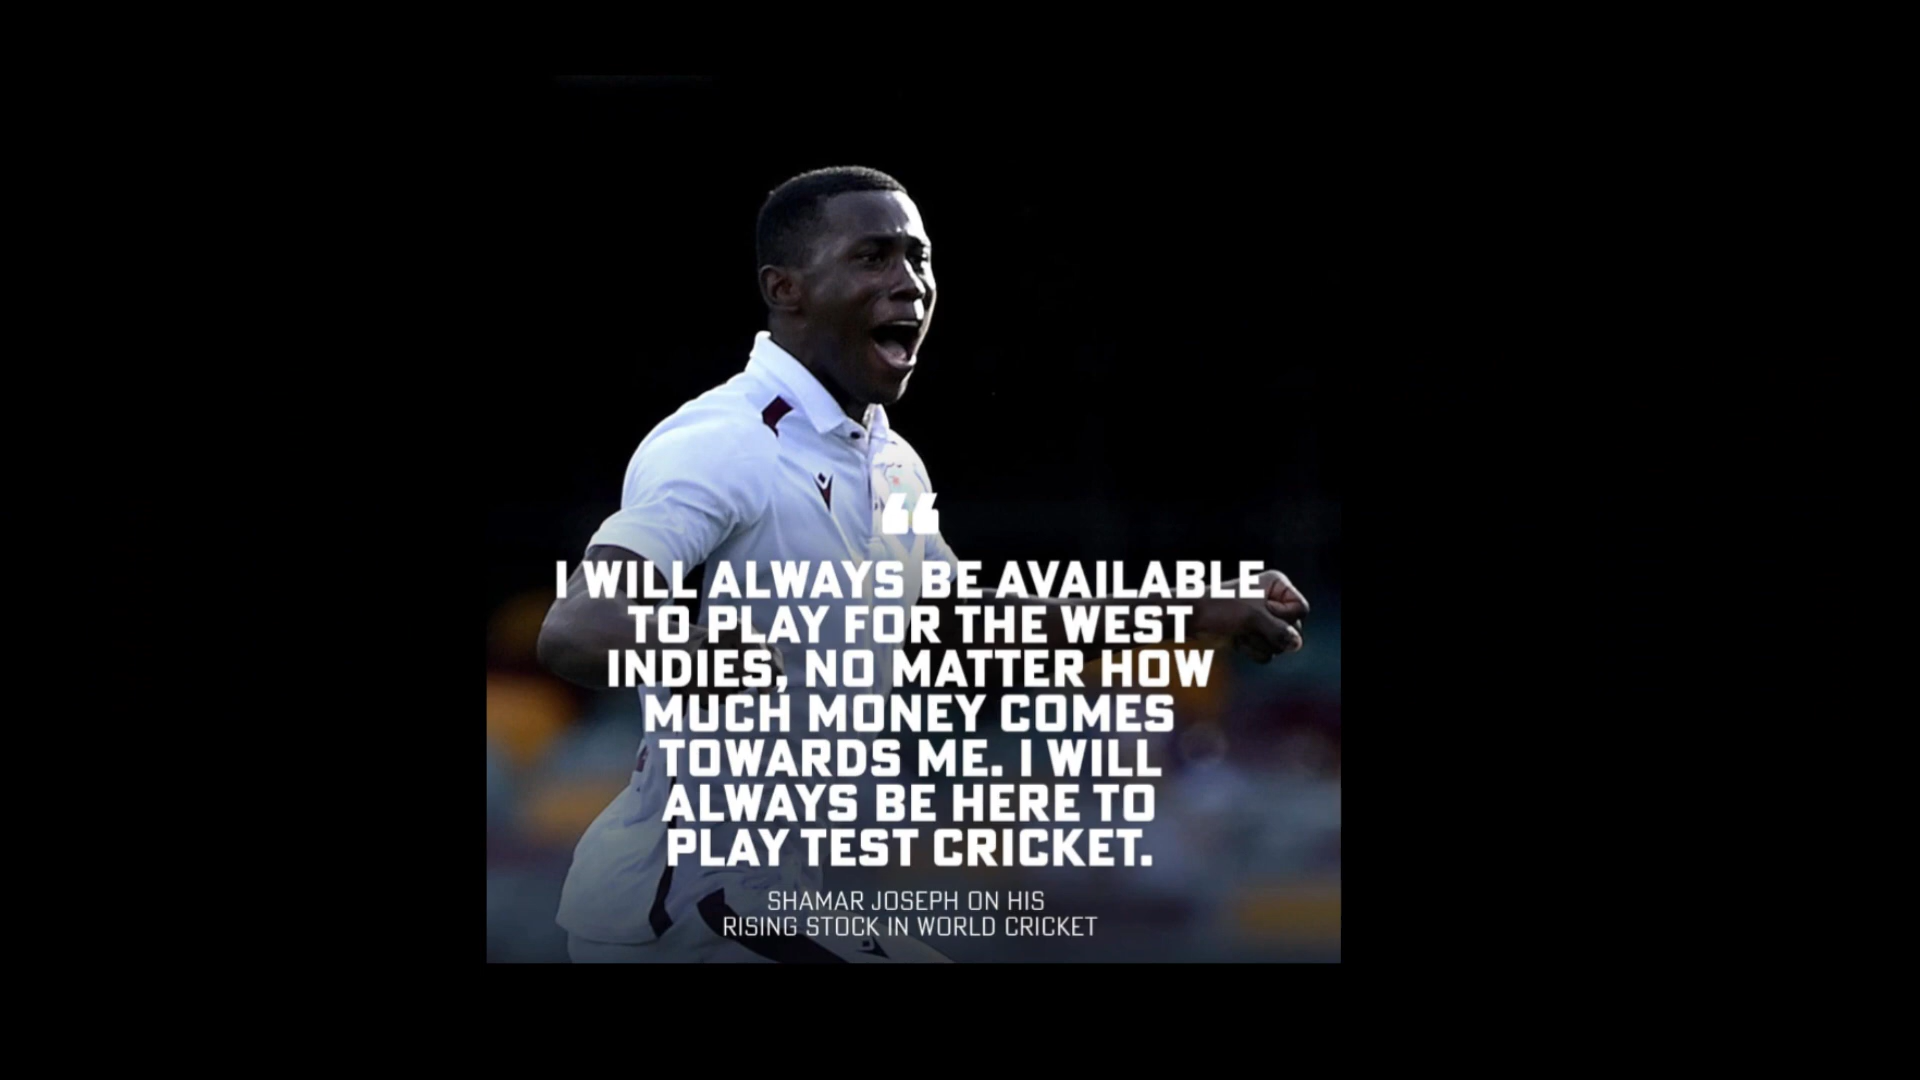 “
I WILL ALWAYS BE AVAILABLE
TO PLAY FOR THE WEST
INDIES, NO MATTER HOW
MUCH MONEY COMES
TOWARDS ME. I WILL
ALWAYS BE HERE TO
PLAY TEST CRICKET.
SHAMAR JOSEPH ON HIS
RISING STOCK IN WORLD CRICKET